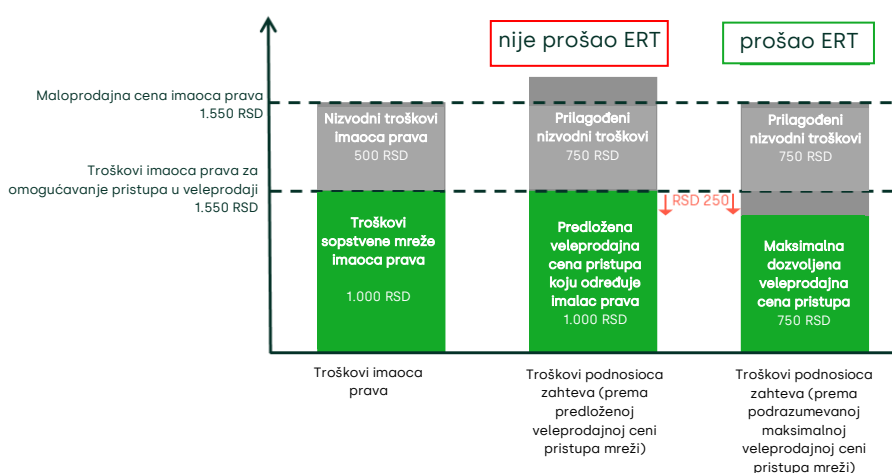 nije prošao ERT
prošao ERT
Maloprodajna cena imaoca prava
1.550 RSD
Troškovi imaoca prava za
omogućavanje pristupa u veleprodaji
1.550 RSD
Nizvodni troškovi
imaoca prava
500 RSD
Troškovi
sopstvene mreže
imaoca prava
1.000 RSD
Prilagođeni
nizvodni troškovi
750 RSD
Predložena
veleprodajna
cena pristupa
koju određuje
imalac prava
1.000 RSD
RSD 250
Prilagođeni
nizvodni troškovi
750 RSD
Maksimalna
dozvoljena
veleprodajna
cena pristupa
750 RSD
Troškovi imaoca
prava
Troškovi podnosioca
zahteva (prema
predloženoj
veleprodajnoj ceni
pristupa mreži)
Troškovi podnosioca
zahteva (prema
podrazumevanoj
maksimalnoj
veleprodajnoj ceni
pristupa mreži)